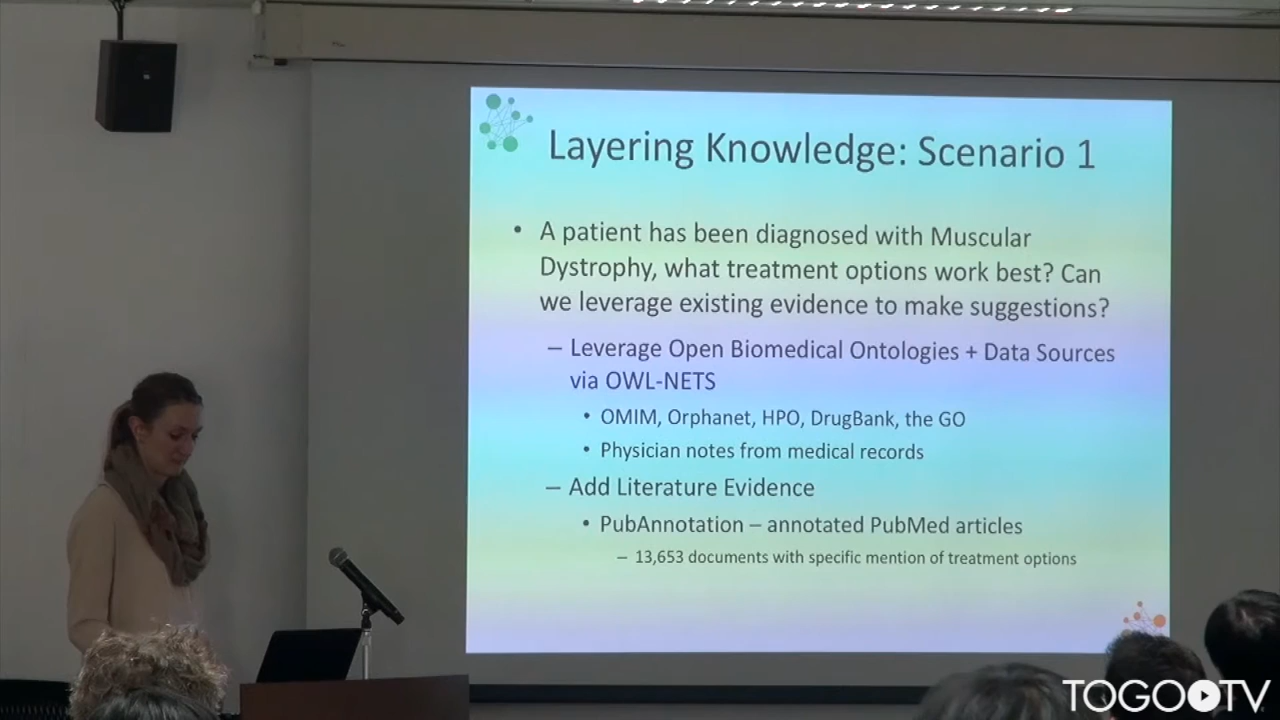 Layering Knowledge: Scenario 1
• A patient has been diagnosed with Muscular
Dystrophy, what treatment options work best? Can
we leverage existing evidence to make suggestions?
– Leverage Open Biomedical Ontologies + Data Sources
via OWL-NETS
• OMIM, Orphanet, HPO, DrugBank, the GO
• Physician notes from medical records
– Add Literature Evidence
• PubAnnotation – annotated PubMed articles
– 13,653 documents with specific mention of treatment options
TOGOTV